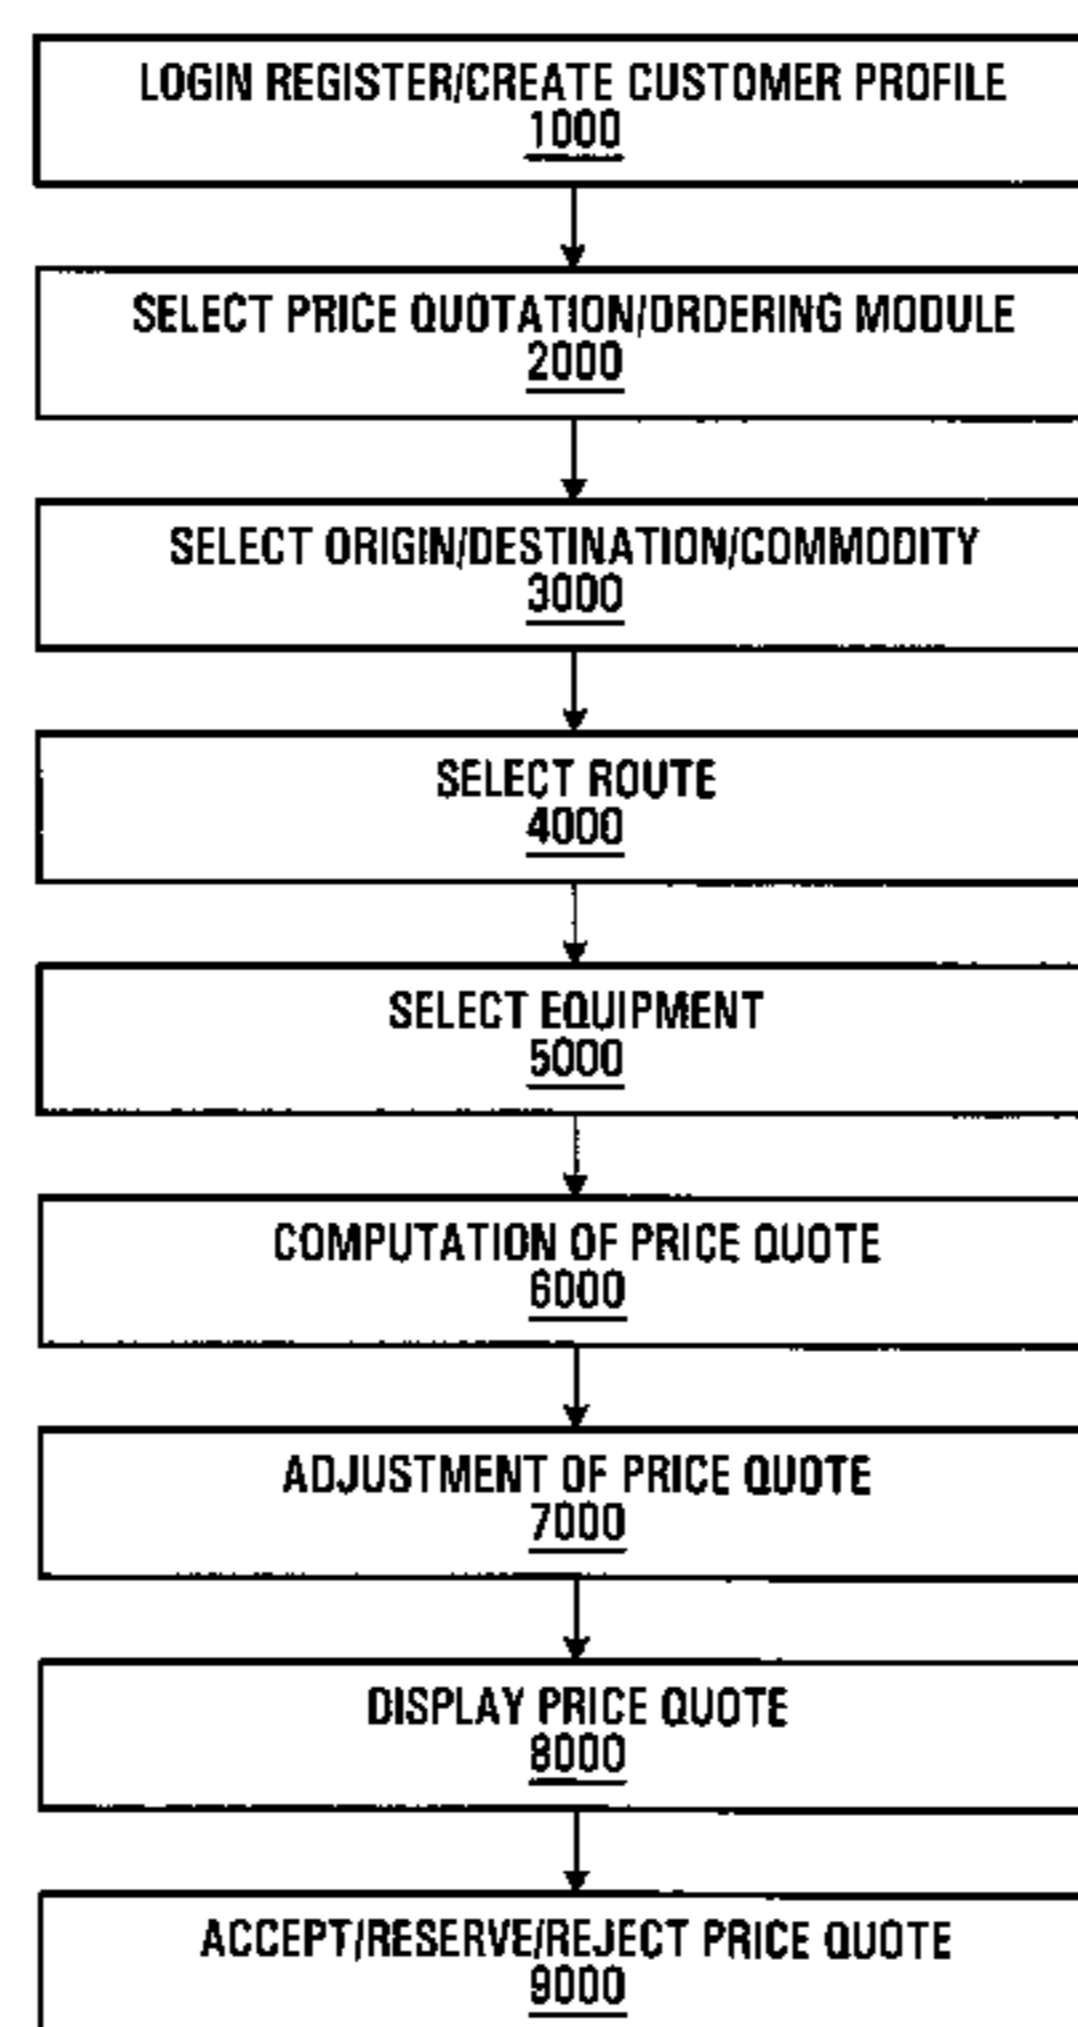 LOGIN REGISTER/CREATE CUSTOMER PROFILE
1000
SELECT PRICE QUOTATION/ORDERING MODULE
2000
SELECT ORIGIN/DESTINATION/COMMODITY
3000
SELECT ROUTE
4000
SELECT EQUIPMENT
5000
COMPUTATION OF PRICE QUOTE
6000
ADJUSTMENT OF PRICE QUOTE
7000
DISPLAY PRICE QUOTE
8000
ACCEPT/RESERVE/REJECT PRICE QUOTE
9000